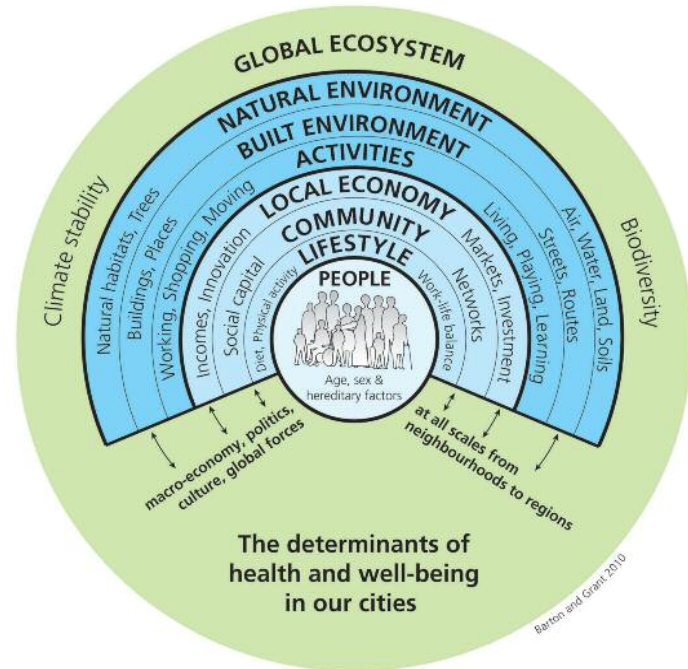 GLOBAL ECOSYSTEM
NATURAL ENVIRONMENT
BUILT ENVIRONMENT
ACTIVITIES
LOCAL ECONOMY
COMMUNITY
LIFESTYLE
PEOPLE
Age, sex &
hereditary factors
Climate stability
Natural habitats, Trees
Buildings, Places
Working, Shopping, Moving
Incomes, Innovation
Social capital
Diet, Physical activity
Work-life balance
Networks
Markets, Investment
Living, Playing, Learning
Streets, Routes
Air, Water, Land, Soils
Biodiversity
macro-economy, politics,
culture, global forces
at all scales from
neighbourhoods to regions
The determinants of
health and well-being
in our cities
Barton and Grant 2010